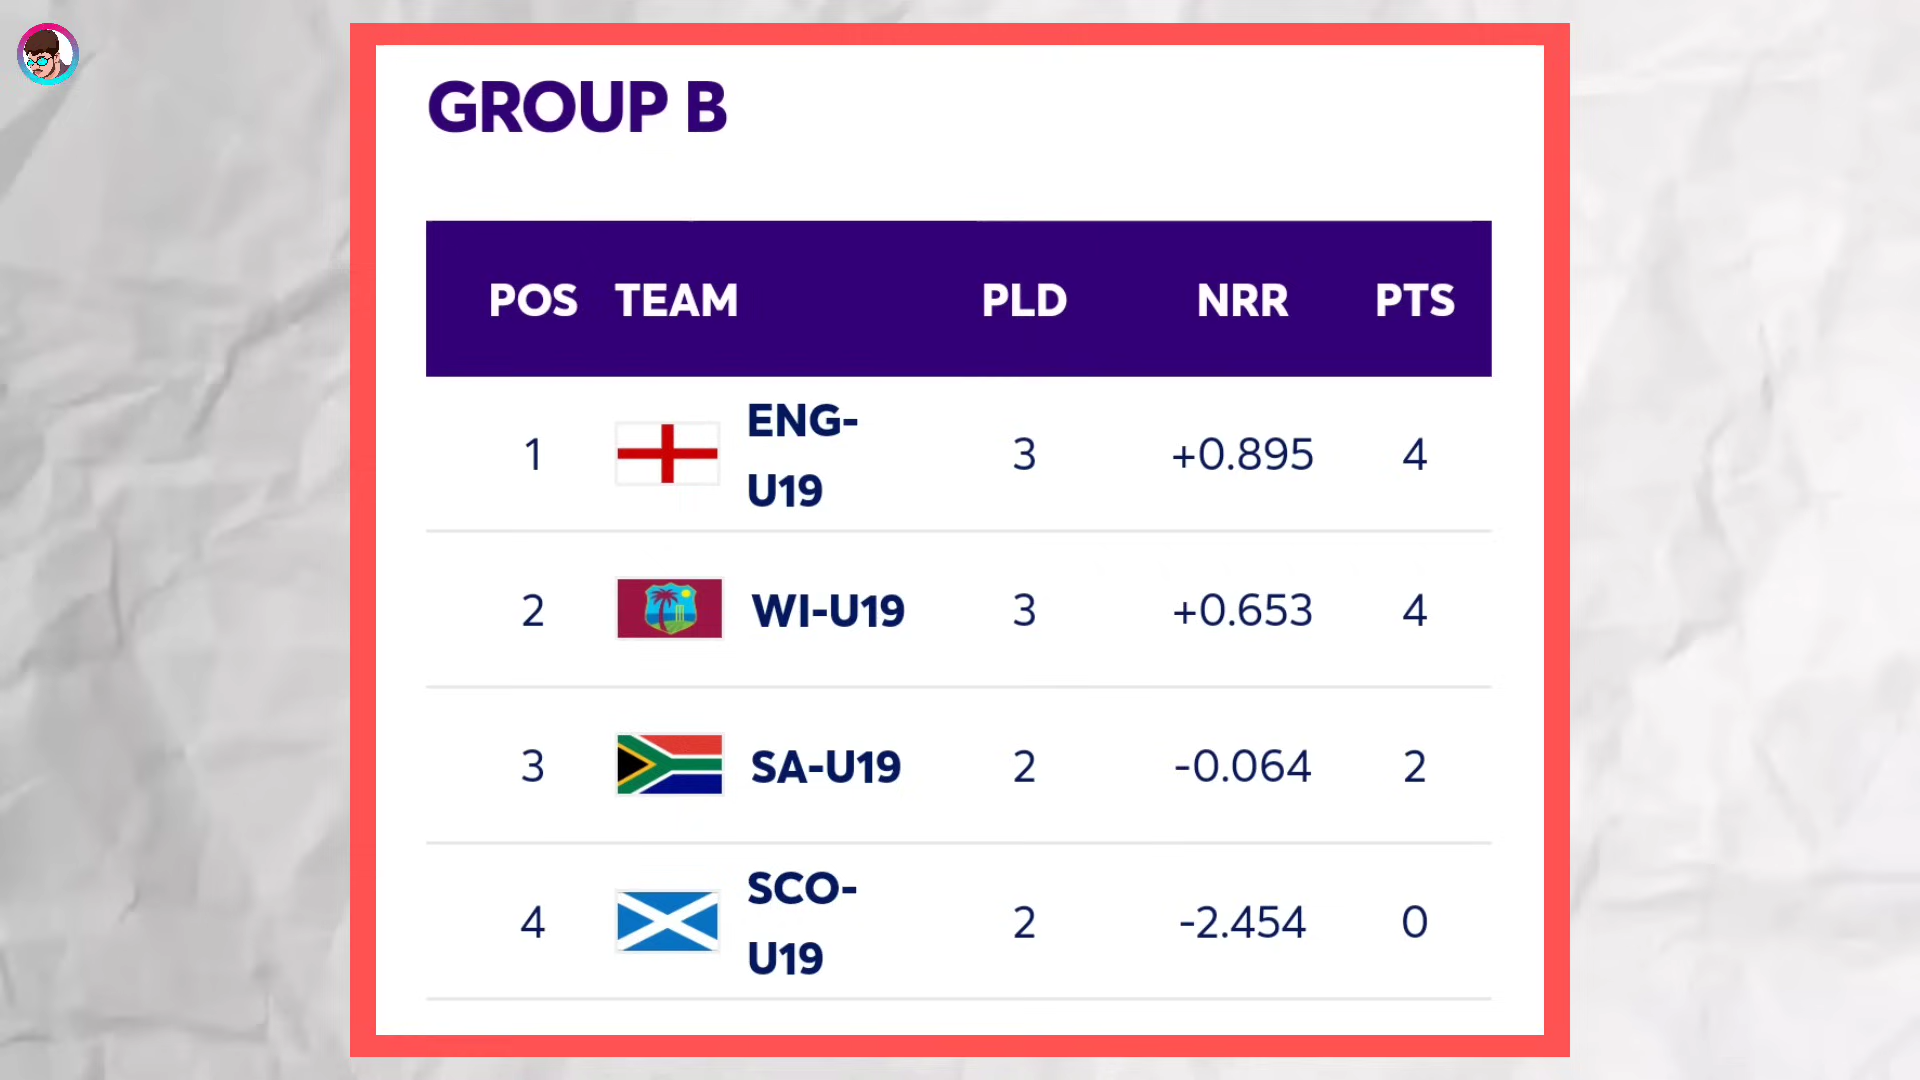 GROUP B
POS TEAM PLD NRR PTS
1 ENG-U19 3 +0.895 4
2 WI-U19 3 +0.653 4
3 SA-U19 2 -0.064 2
4 SCO-U19 2 -2.454 0